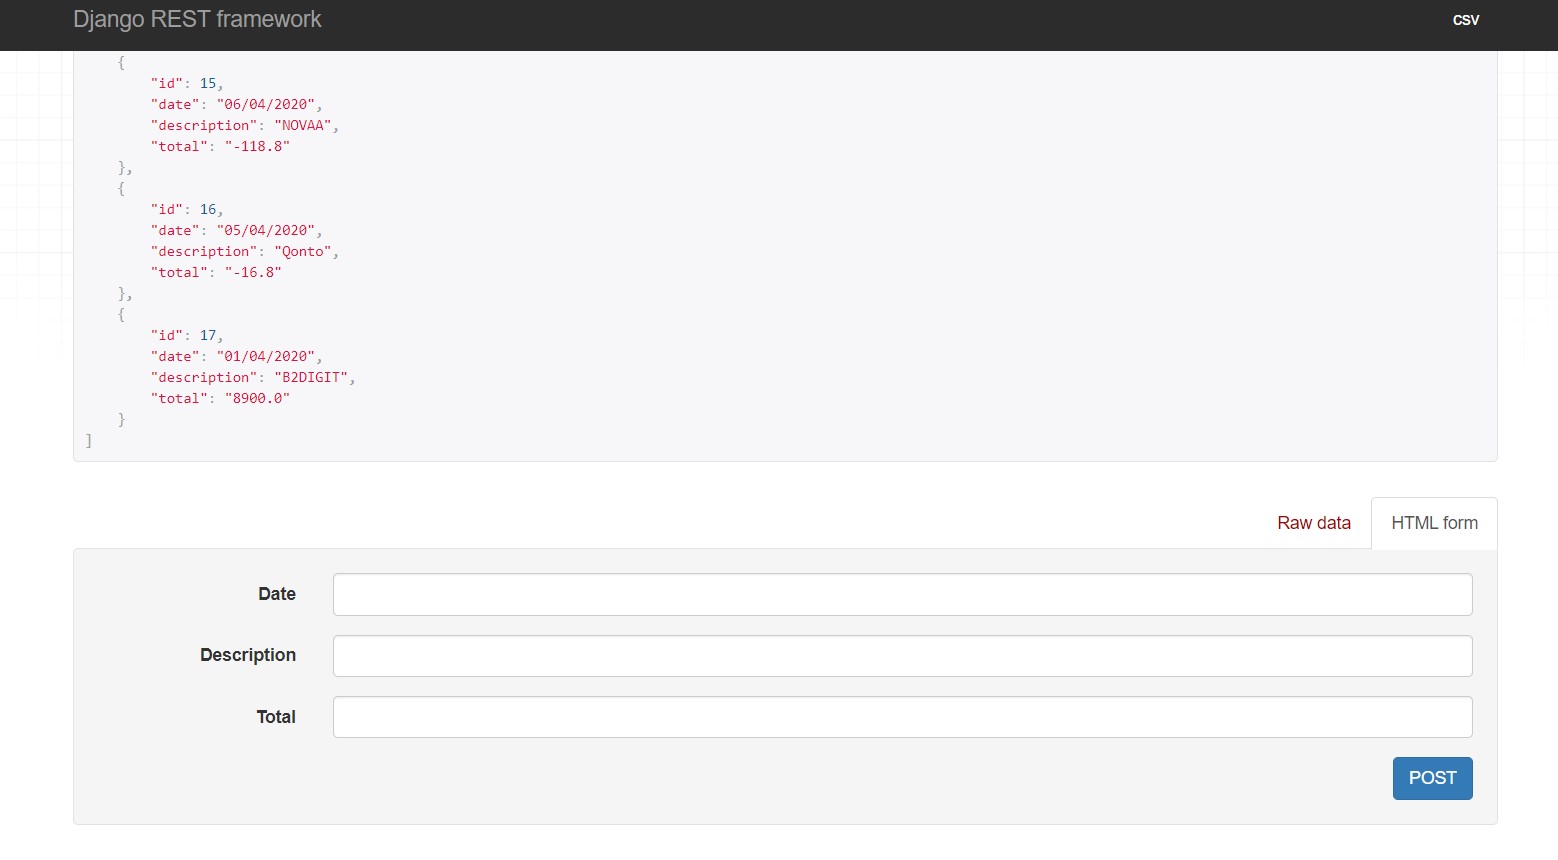 Django REST framework
CSV
{
"id": 15,
"date": "06/04/2020",
"description": "NOVAA",
"total": "-118.8"
},
{
"id": 16,
"date": "05/04/2020",
"description": "Qonto",
"total": "-16.8"
},
{
"id": 17,
"date": "01/04/2020",
"description": "B2DIGIT",
"total": "8900.0"
}
]
Raw data
HTML form
Date
Description
Total
POST